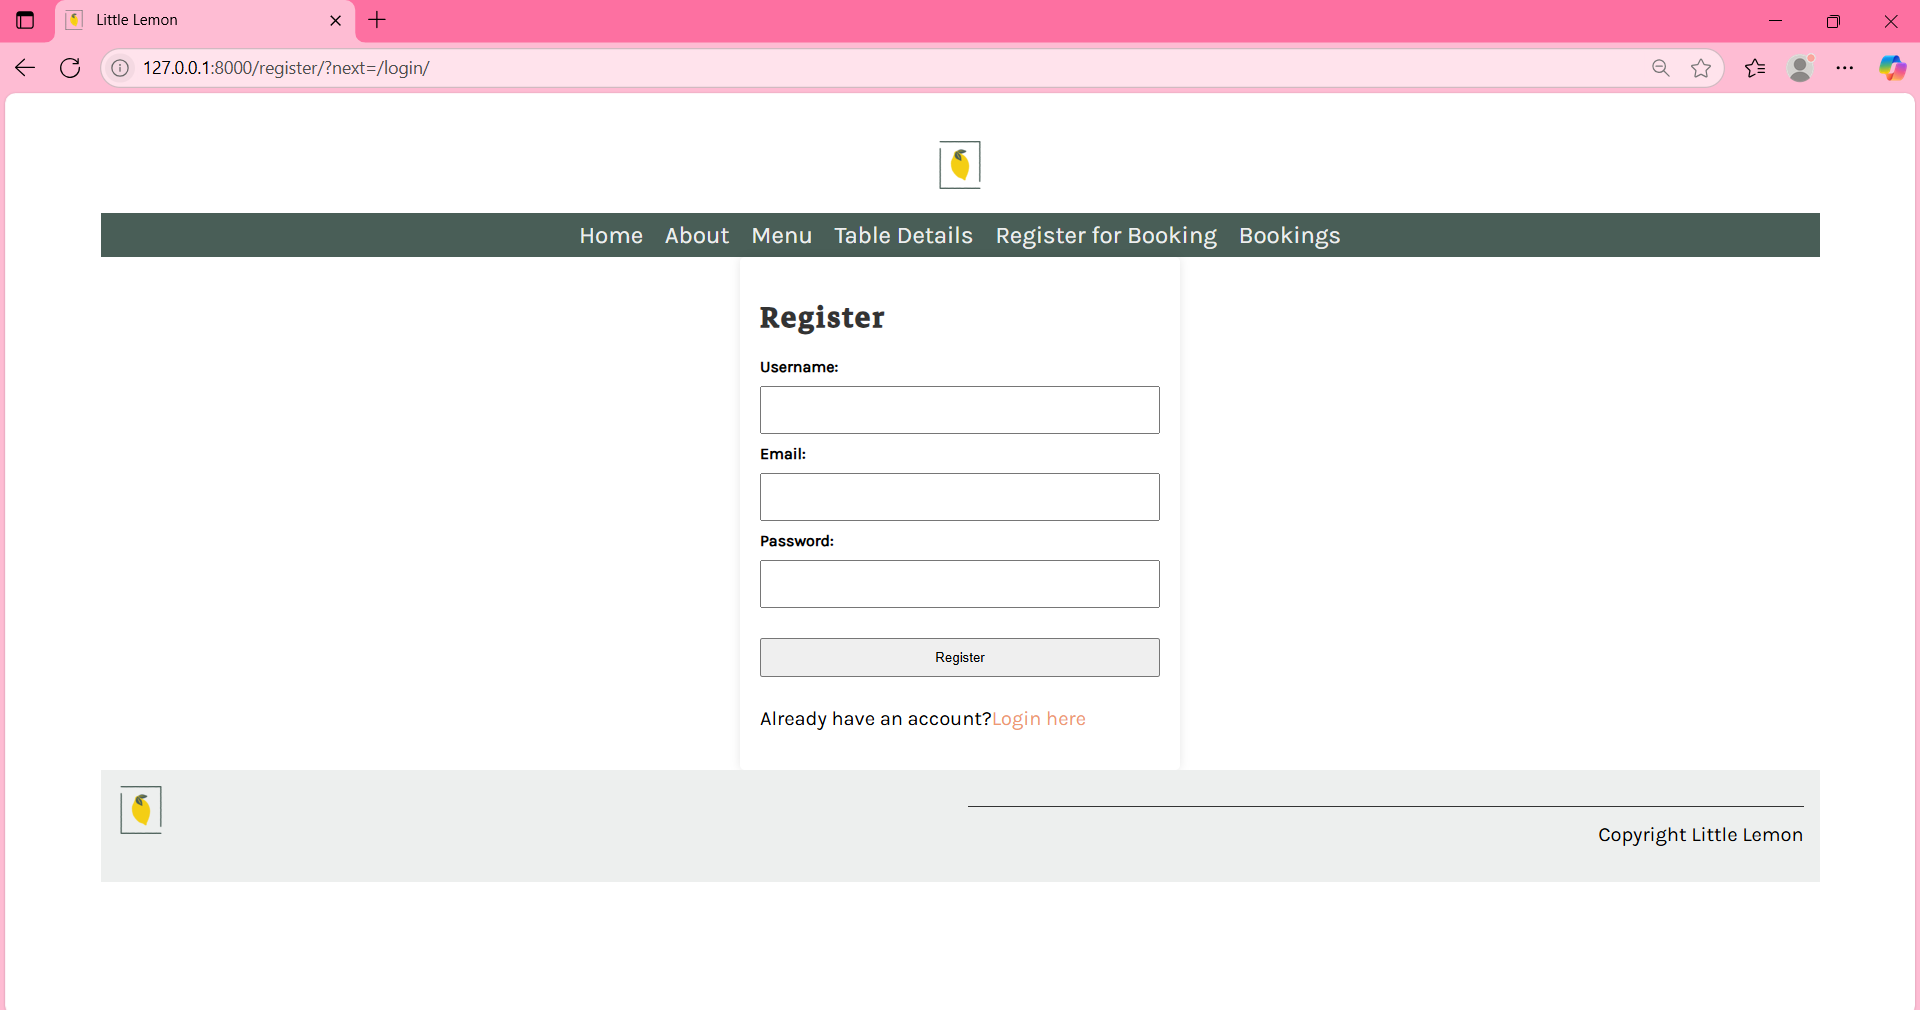 Little Lemon
127.0.0.1:8000/register/?next=/login/
Home About Menu Table Details Register for Booking Bookings
Register
Username:
Email:
Password:
Register
Already have an account?Login here
Copyright Little Lemon